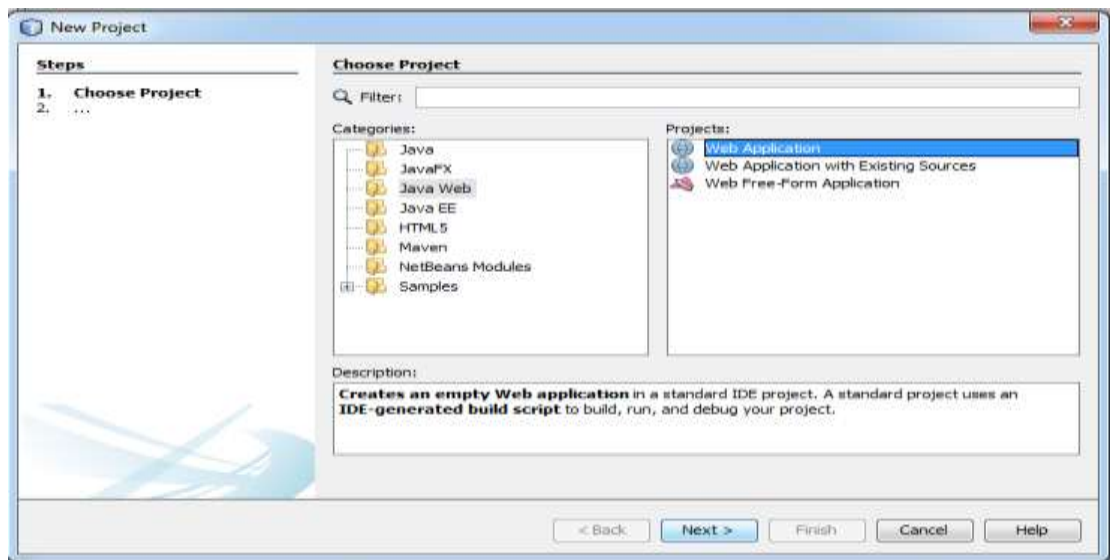 New Project
Steps
1. Choose Project
2. ...
Choose Project
Filter:
Categories:
Java
JavaFX
Java Web
Java EE
HTML5
Maven
NetBeans Modules
Samples
Projects:
Web Application
Web Application with Existing Sources
Web Free-Form Application
Description:
Creates an empty Web application in a standard IDE project. A standard project uses an
IDE-generated build script to build, run, and debug your project.
< Back
Next >
Finish
Cancel
Help